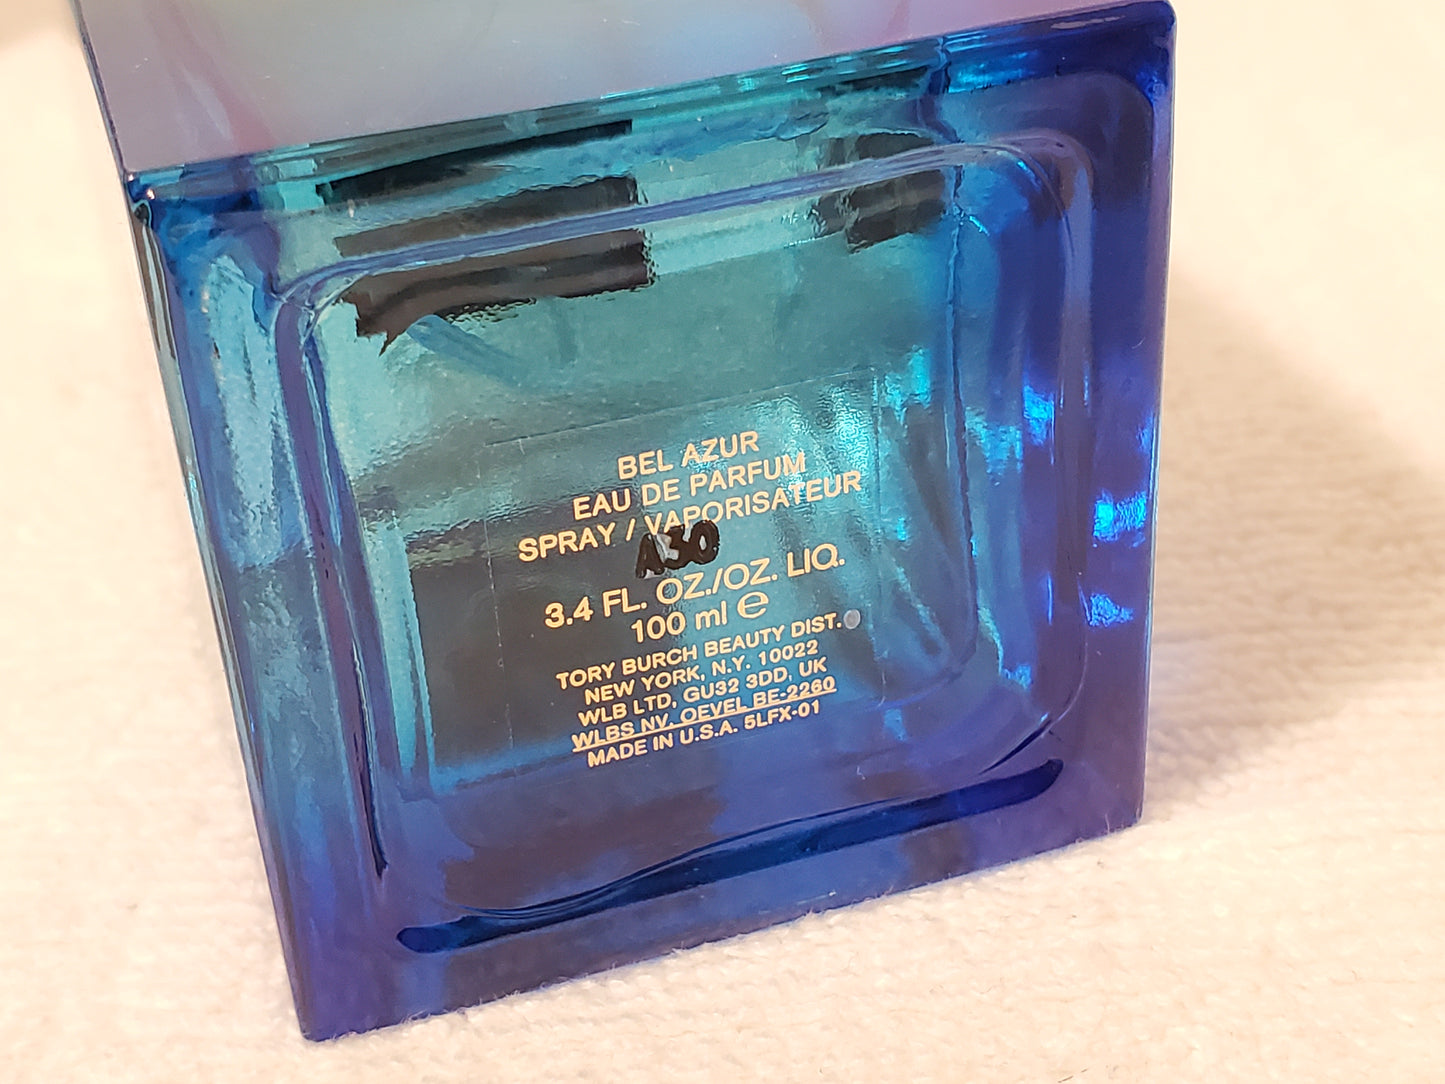 BEL AZUR
EAU DE PARFUM
SPRAY / VAPORISATEUR
A30
3.4 FL. OZ./OZ. LIQ.
100 ml ℮
TORY BURCH BEAUTY DIST.
NEW YORK, N.Y. 10022
WLB LTD, GU32 3DD, UK
WLBS NV, OEVEL BE-2260
MADE IN U.S.A. 5LFX-01